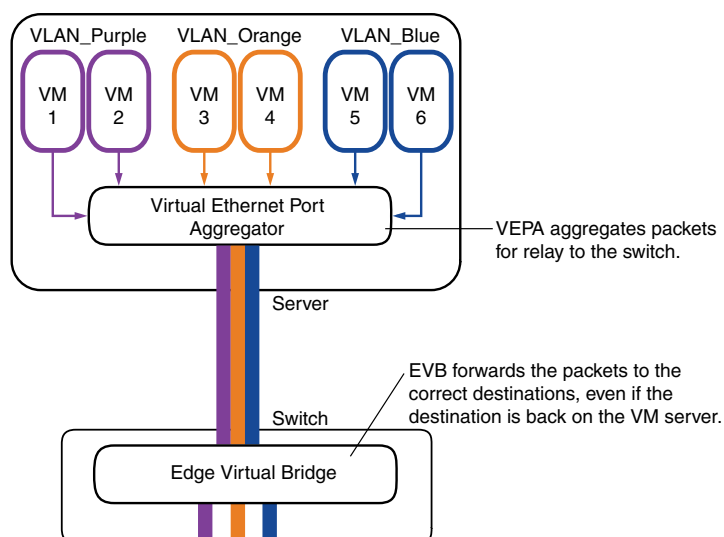 VLAN_Purple
VLAN_Orange
VLAN_Blue
VM
1
VM
2
VM
3
VM
4
VM
5
VM
6
Virtual Ethernet Port
Aggregator
VEPA aggregates packets
for relay to the switch.
Server
EVB forwards the packets to the
correct destinations, even if the
destination is back on the VM server.
Switch
Edge Virtual Bridge